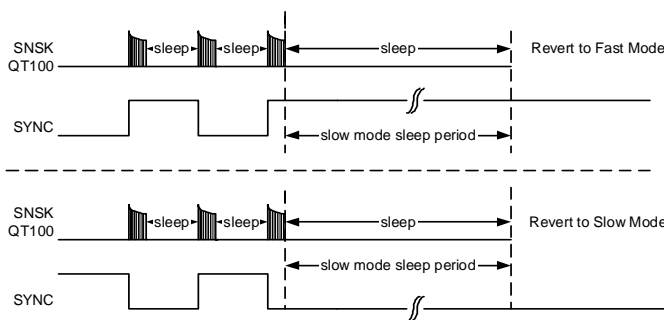 sleep sleep sleep Revert to Fast Mode
SNSK
QT100
SYNC
slow mode sleep period
sleep sleep sleep Revert to Slow Mode
SNSK
QT100
slow mode sleep period
SYNC